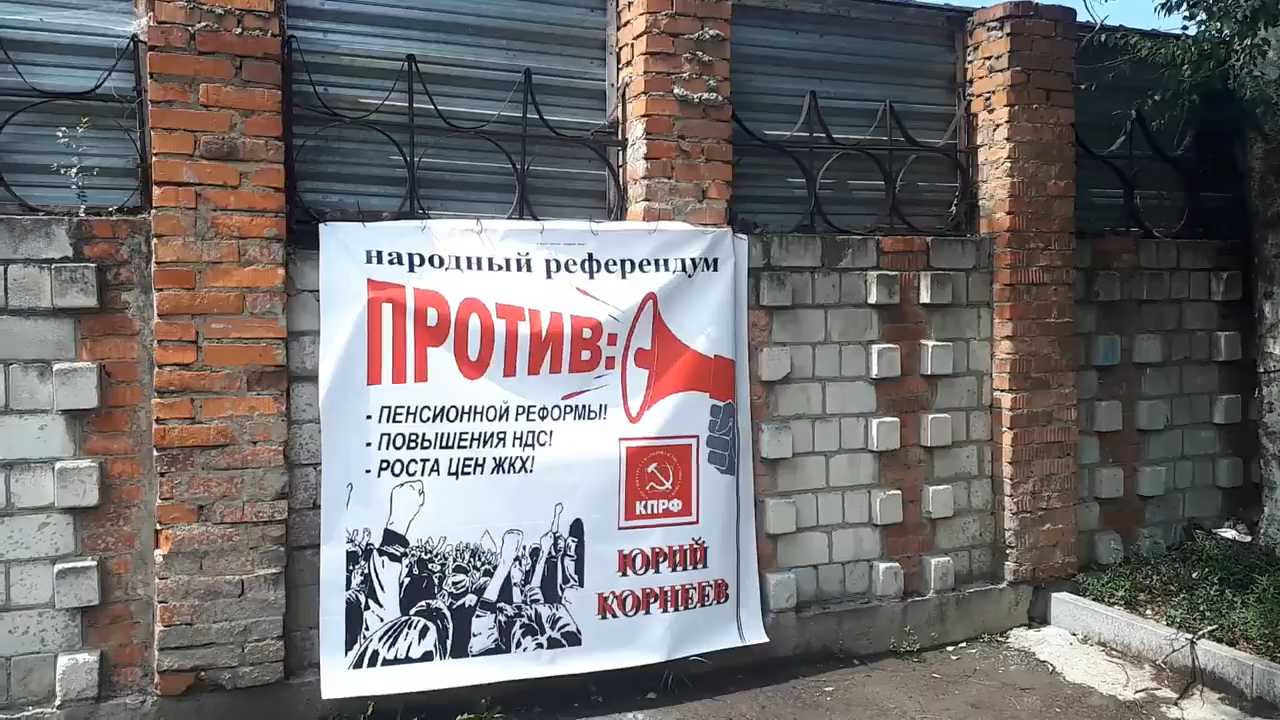 народный референдум
ПРОТИВ:
- ПЕНСИОННОЙ РЕФОРМЫ!
- ПОВЫШЕНИЯ НДС!
- РОСТА ЦЕН ЖКХ!
КПРФ
ЮРИЙ
КОРНЕЕВ